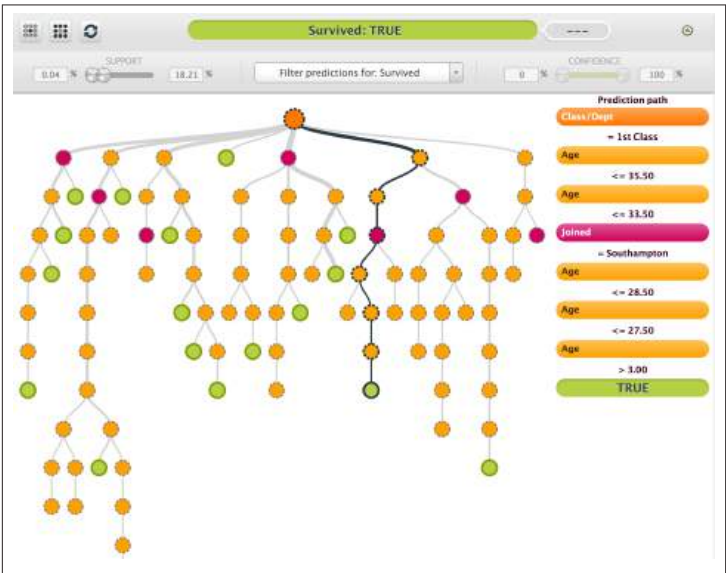 Survived: TRUE
---
SUPPORT
0.04 %
18.21 %
Filter predictions for: Survived
CONFIDENCE
0 %
100 %
Prediction path
Class/Dept
= 1st Class
Age
<= 35.50
Age
<= 33.50
Joined
= Southampton
Age
<= 28.50
Age
<= 27.50
Age
> 3.00
TRUE